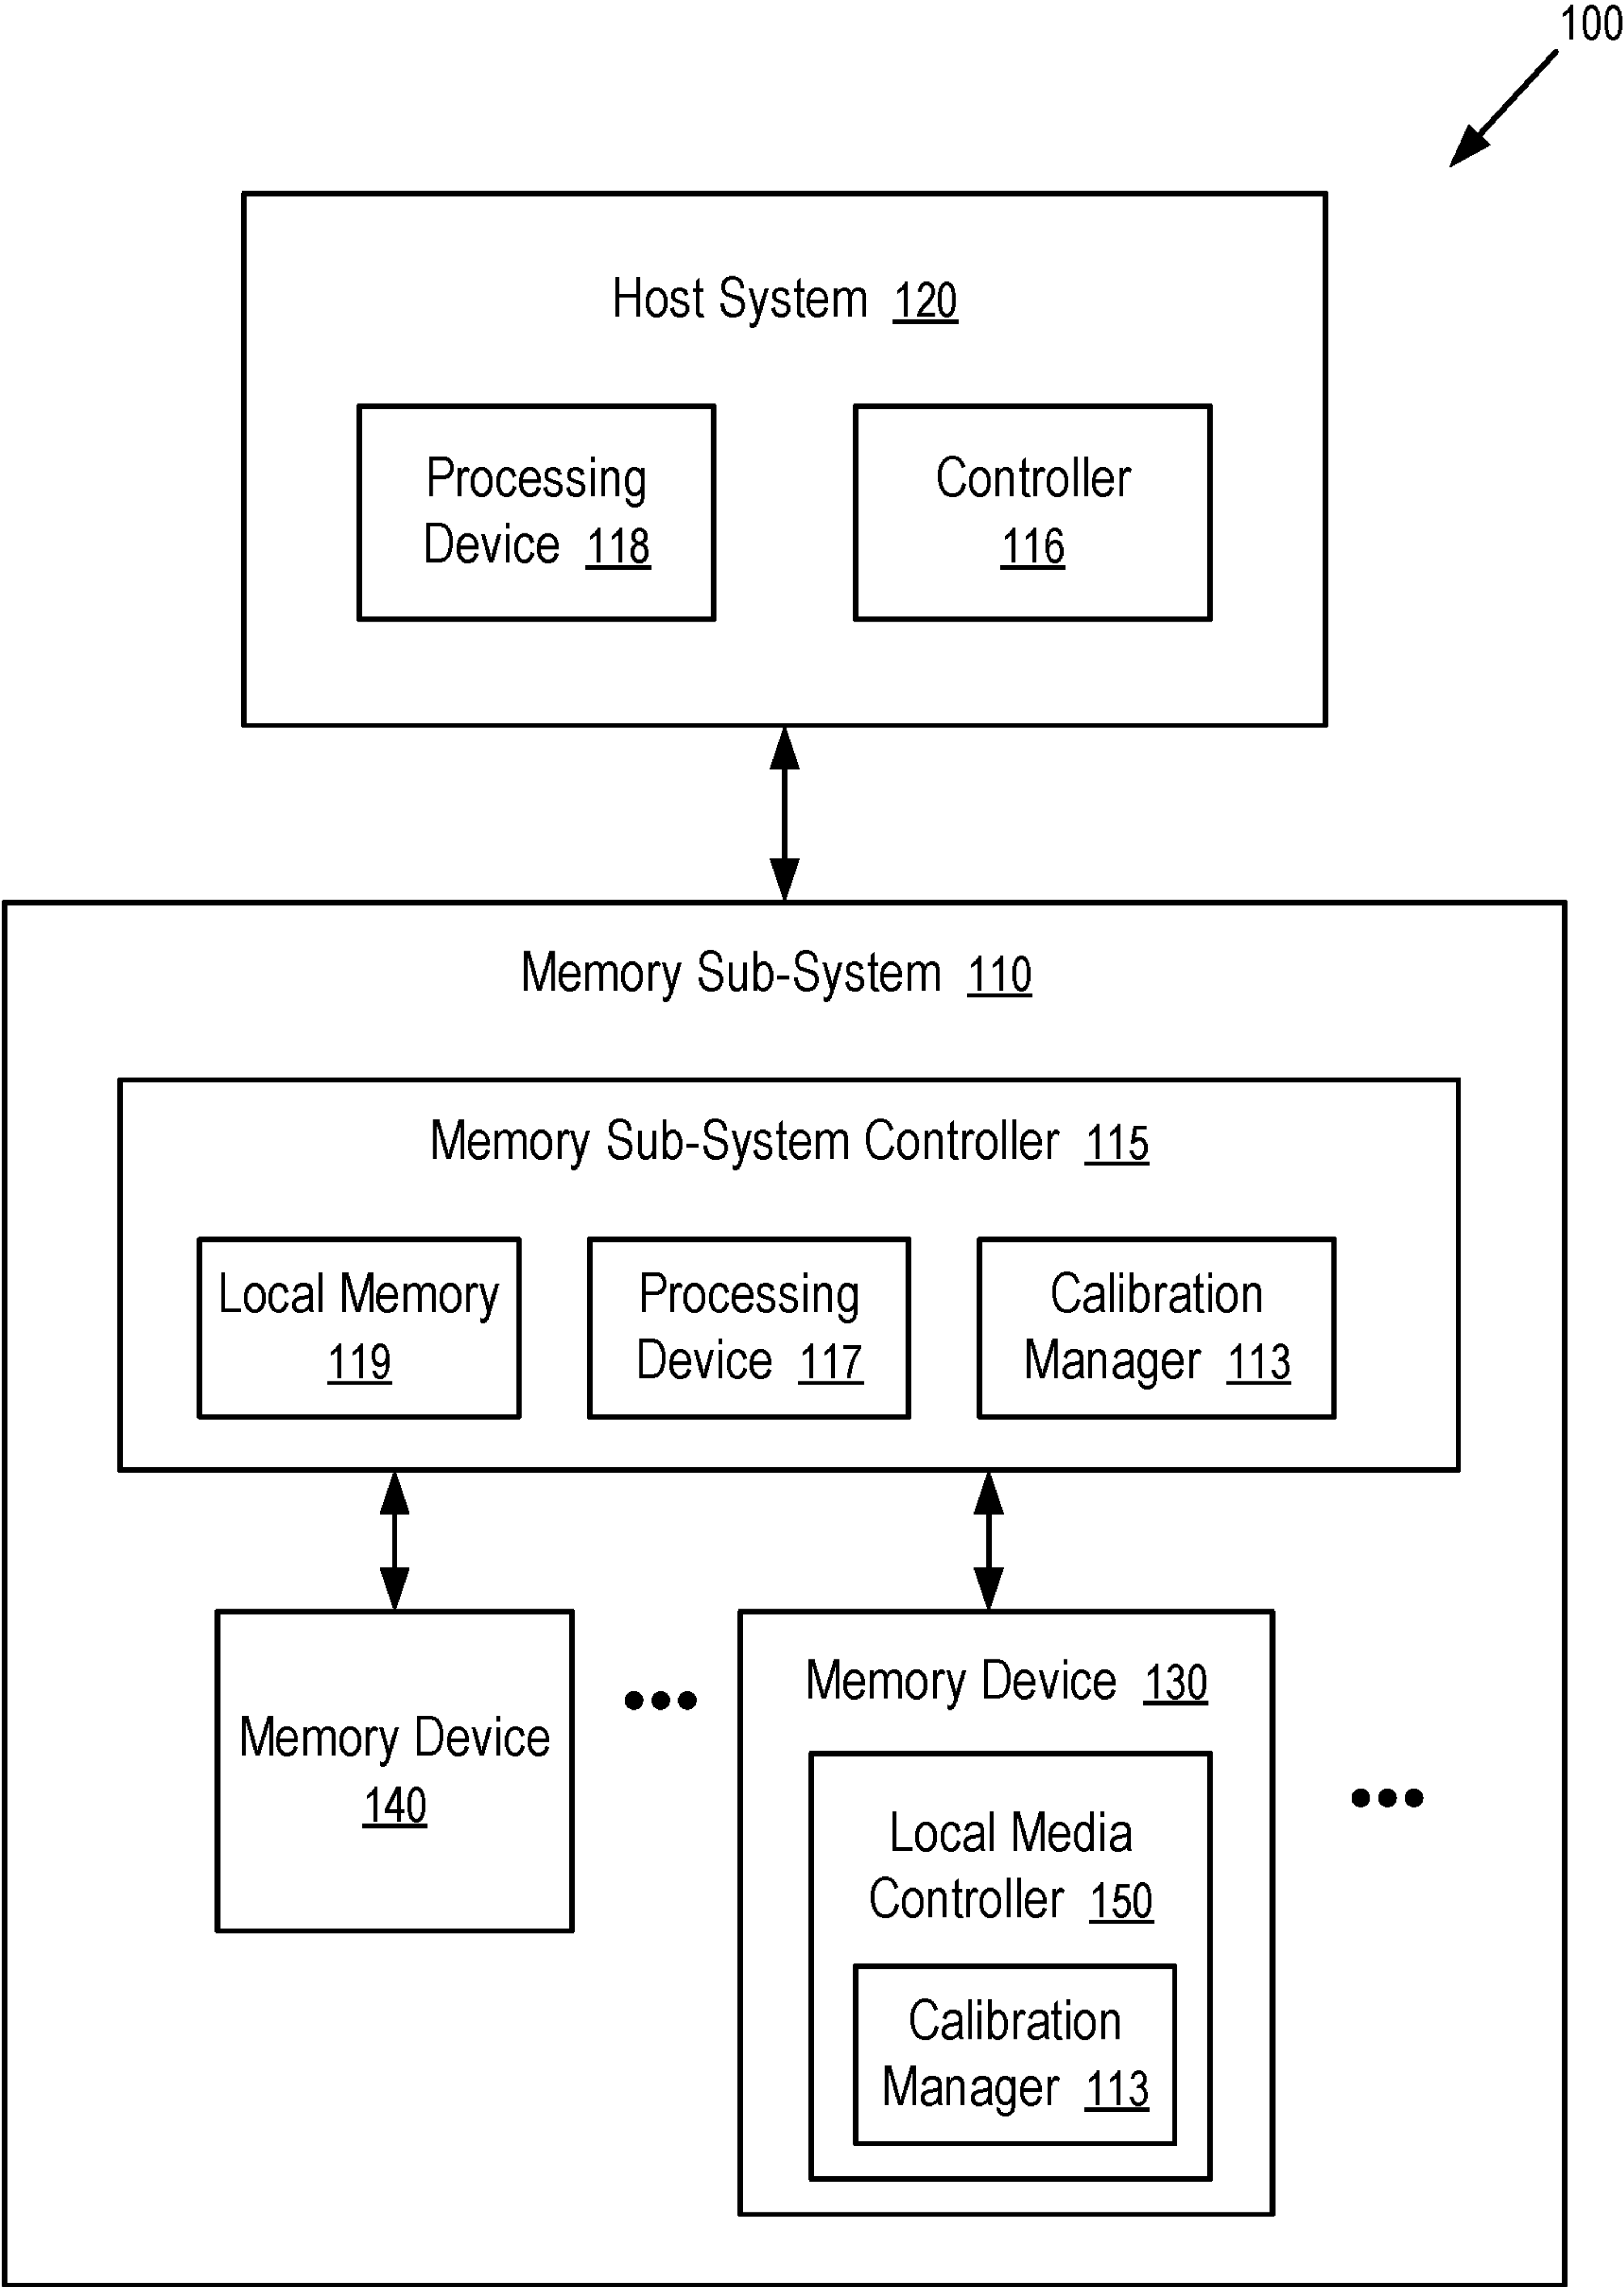 100
Host System 120
Processing
Device 118
Controller
116
Memory Sub-System 110
Memory Sub-System Controller 115
Local Memory
119
Processing
Device 117
Calibration
Manager 113
Memory Device
140
Memory Device 130
Local Media
Controller 150
Calibration
Manager 113